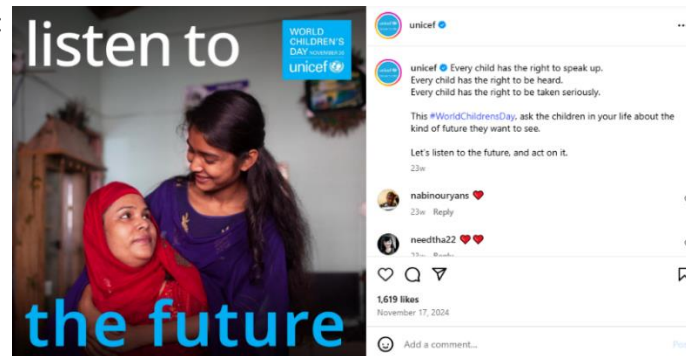 listen to
WORLD
CHILDREN'S
DAY NOVEMBER 20
unicef
the future
unicef
unicef Every child has the right to speak up.
Every child has the right to be heard.
Every child has the right to be taken seriously.
This #WorldChildrensDay, ask the children in your life about the
kind of future they want to see.
Let's listen to the future, and act on it.
23w
nabinouryans ❤️
23w Reply
needtha22 ❤️❤️
1,619 likes
November 17, 2024
Add a comment...